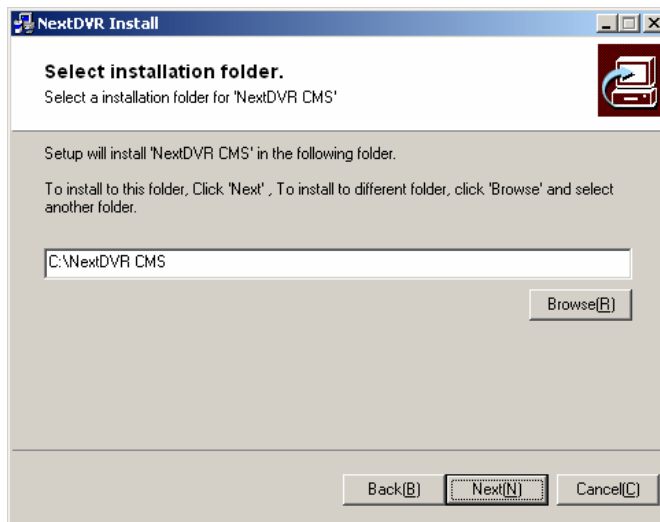 NextDVR Install
Select installation folder.
Select a installation folder for 'NextDVR CMS'
Setup will install 'NextDVR CMS' in the following folder.
To install to this folder, Click 'Next' , To install to different folder, click 'Browse' and select
another folder.
C:\NextDVR CMS
Browse(R)
Back(B) Next(N) Cancel(C)